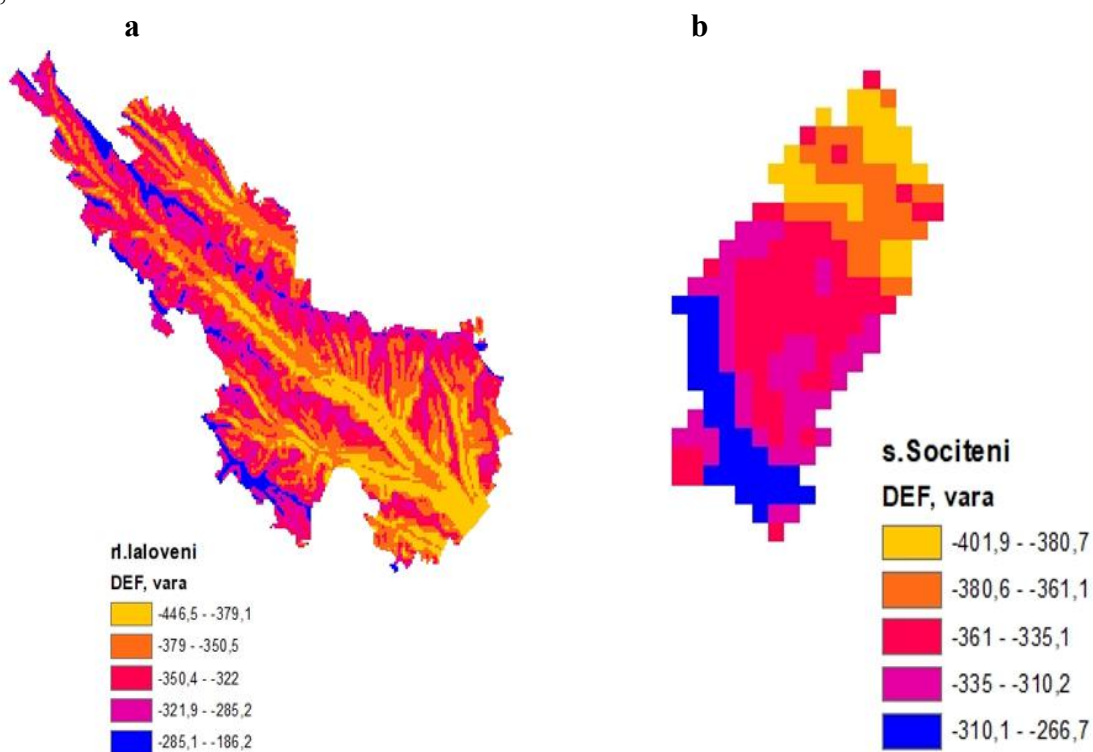 a
b
rl.Ialoveni
DEF, vara
-446,5 - -379,1
-379 - -350,5
-350,4 - -322
-321,9 - -285,2
-285,1 - -186,2
s.Sociteni
DEF, vara
-401,9 - -380,7
-380,6 - -361,1
-361 - -335,1
-335 - -310,2
-310,1 - -266,7